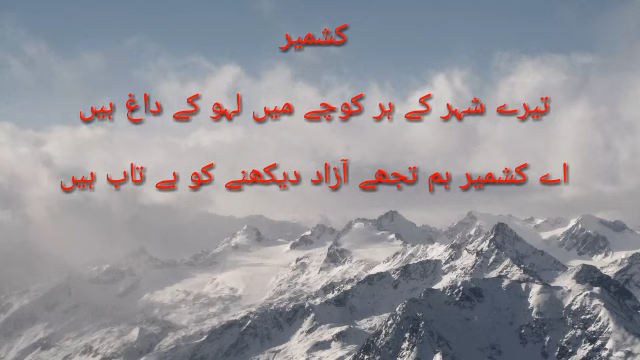 کشمیر
تیرے شہر کے ہر کوچے میں لہو کے داغ ہیں
اے کشمیر ہم تجھے آزاد دیکھنے کو بے تاب ہیں